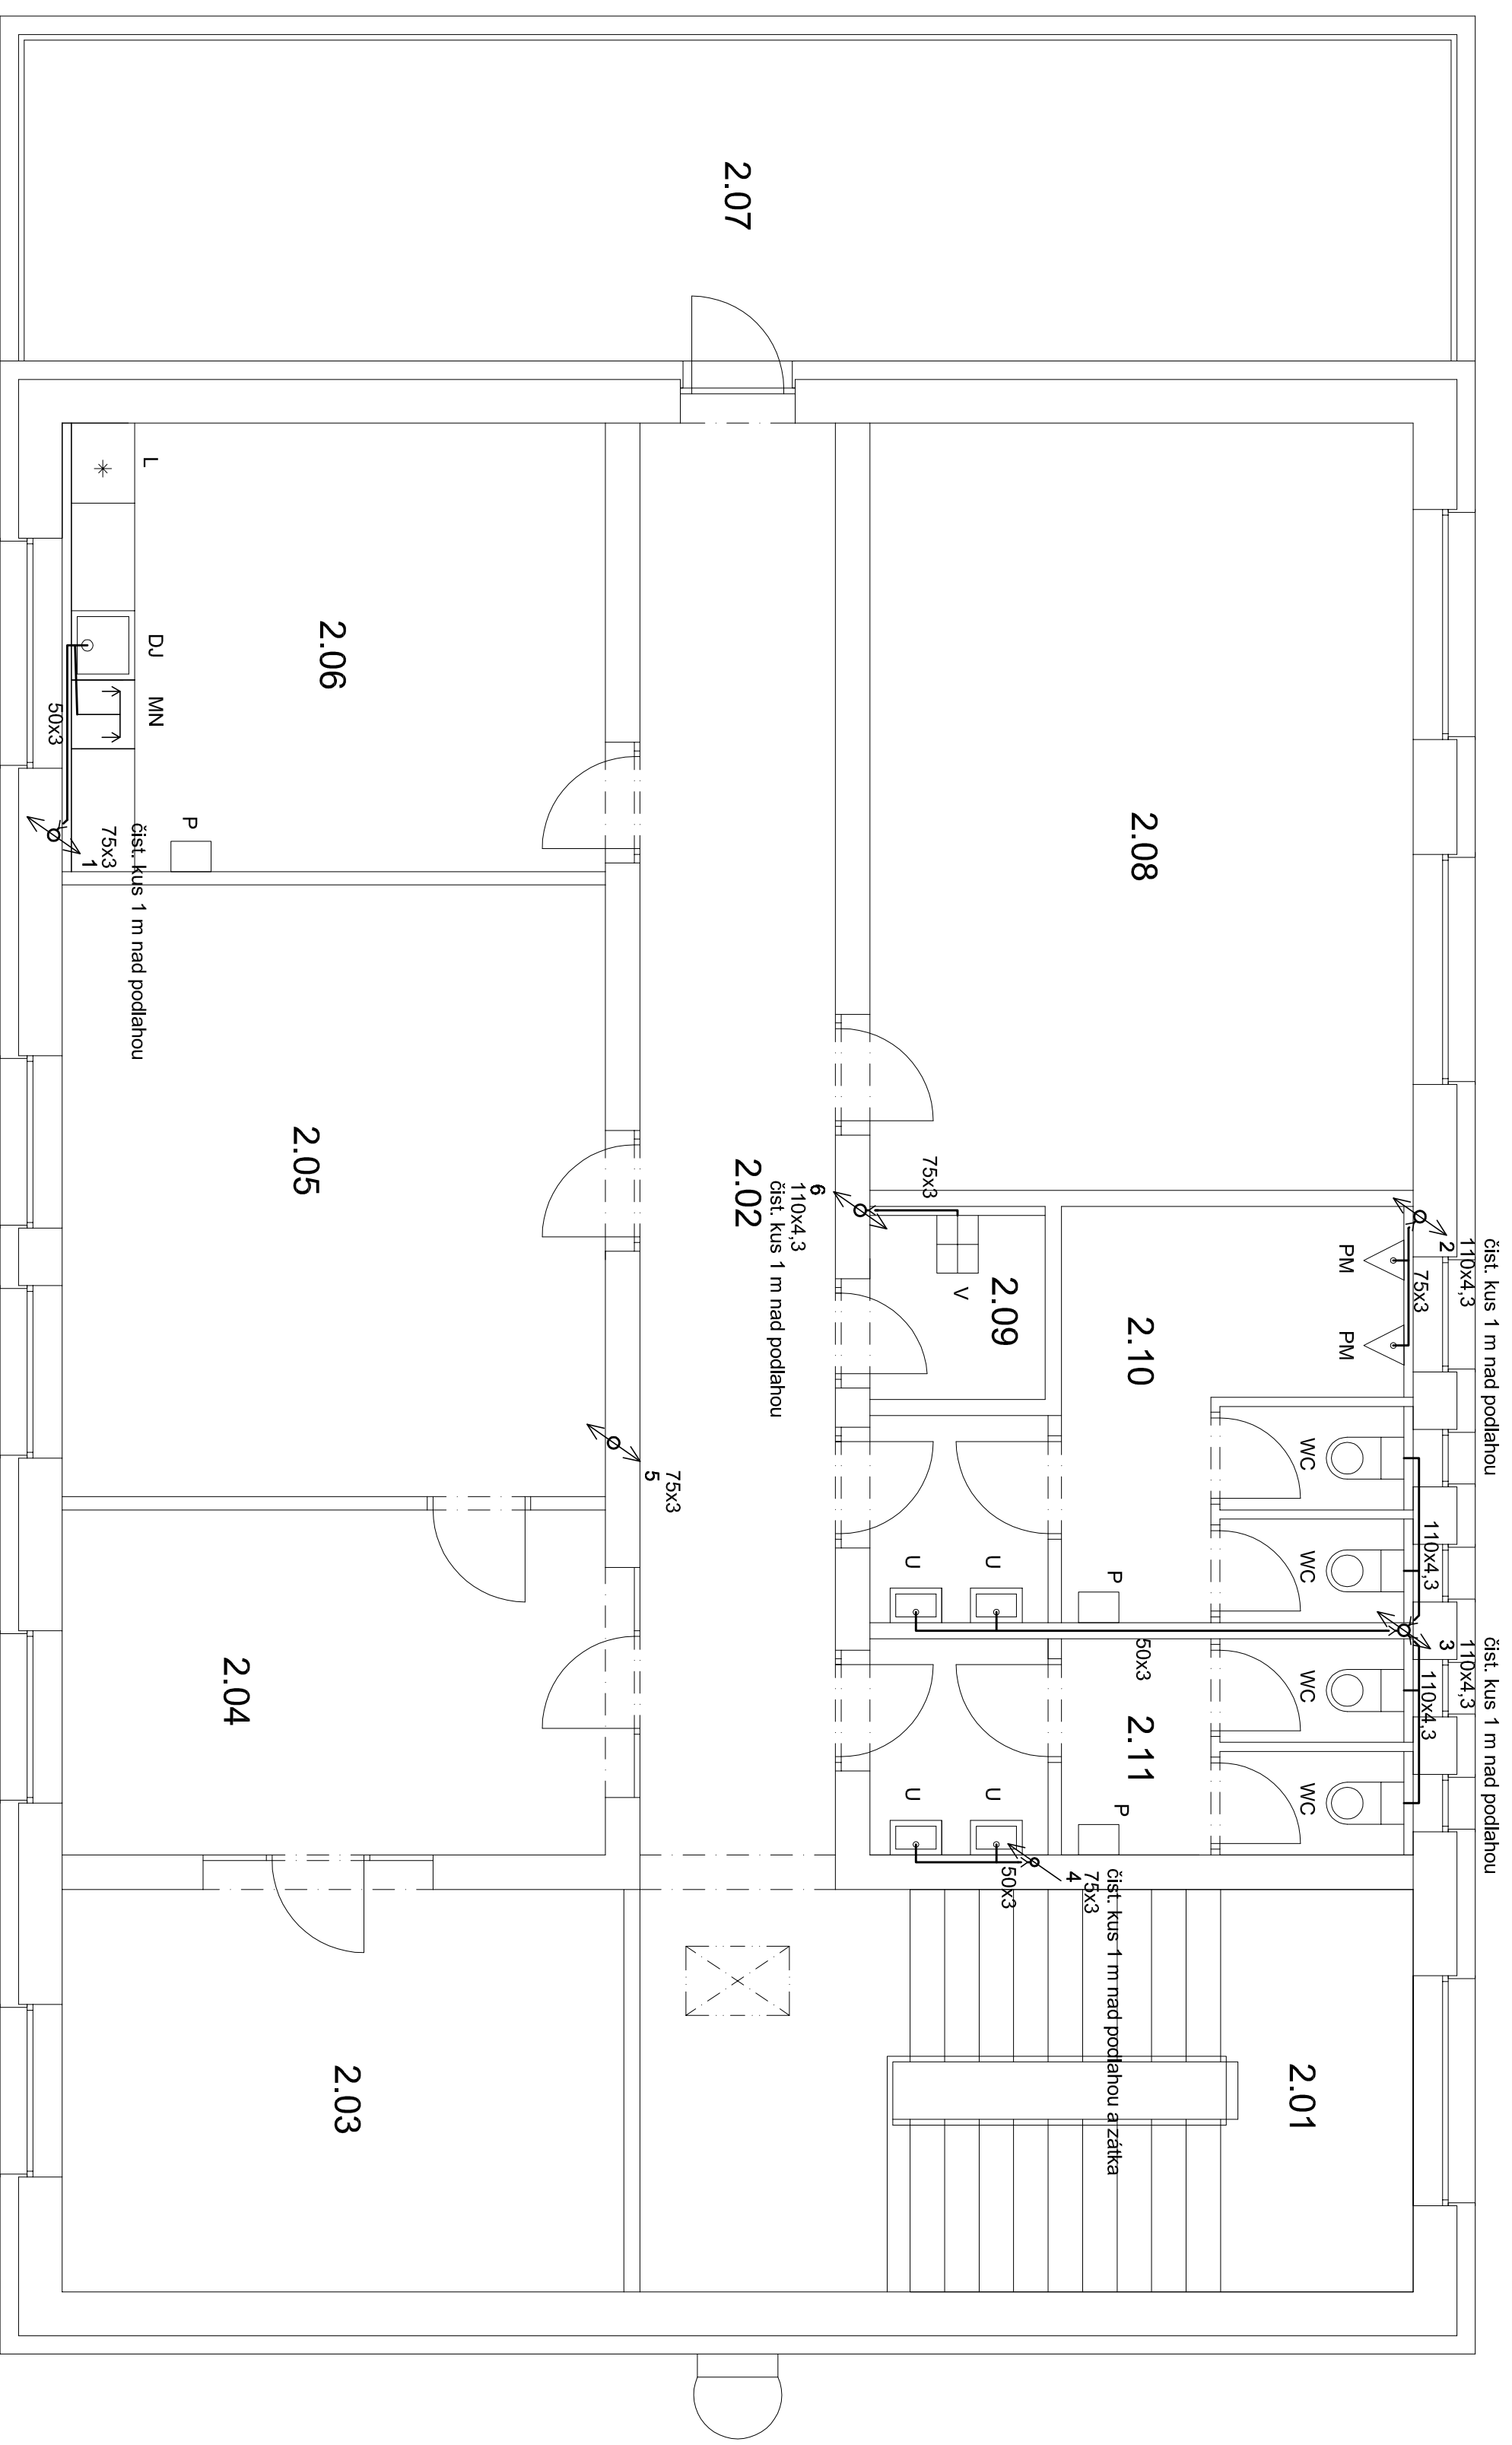 2.07
2.06
L
DJ
MN
50x3
P
1
75x3
čist. kus 1 m nad podlahou
2.08
2.05
2.02
6
110x4,3
čist. kus 1 m nad podlahou
75x3
V
2.09
2.10
PM
PM
2
110x4,3
čist. kus 1 m nad podlahou
75x3
5
75x3
WC
WC
110x4,3
U
U
P
50x3
3
110x4,3
čist. kus 1 m nad podlahou
110x4,3
WC
WC
2.11
2.04
U
U
P
50x3
4
75x3
čist. kus 1 m nad podlahou a zátka
2.03
2.01